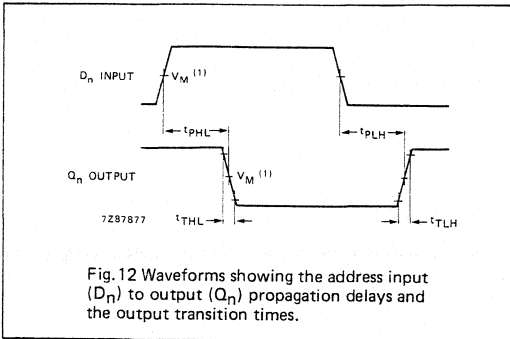 Dn INPUT
VM (1)
tPHL
tPLH
Qn OUTPUT
VM (1)
7Z87877
tTHL
tTLH
Fig. 12 Waveforms showing the address input
(Dn) to output (Qn) propagation delays and
the output transition times.